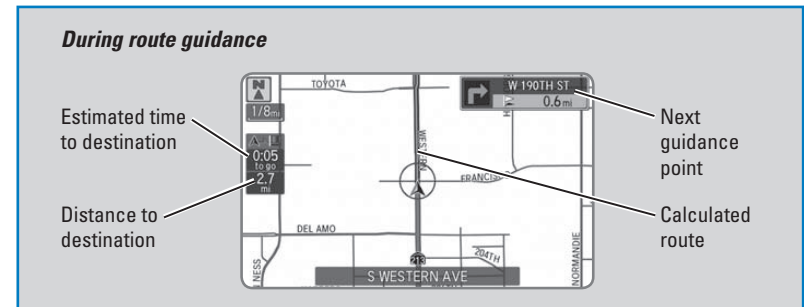 During route guidance
Estimated time
to destination
Distance to
destination
N
1/8mi
0:05
to go
2.7
mi
TOYOTA
WESTERN
FRANCIS
DEL AMO
NESS
213
204TH
S WESTERN AVE
NORMANDIE
W 190TH ST
0.6mi
Next
guidance
point
Calculated
route